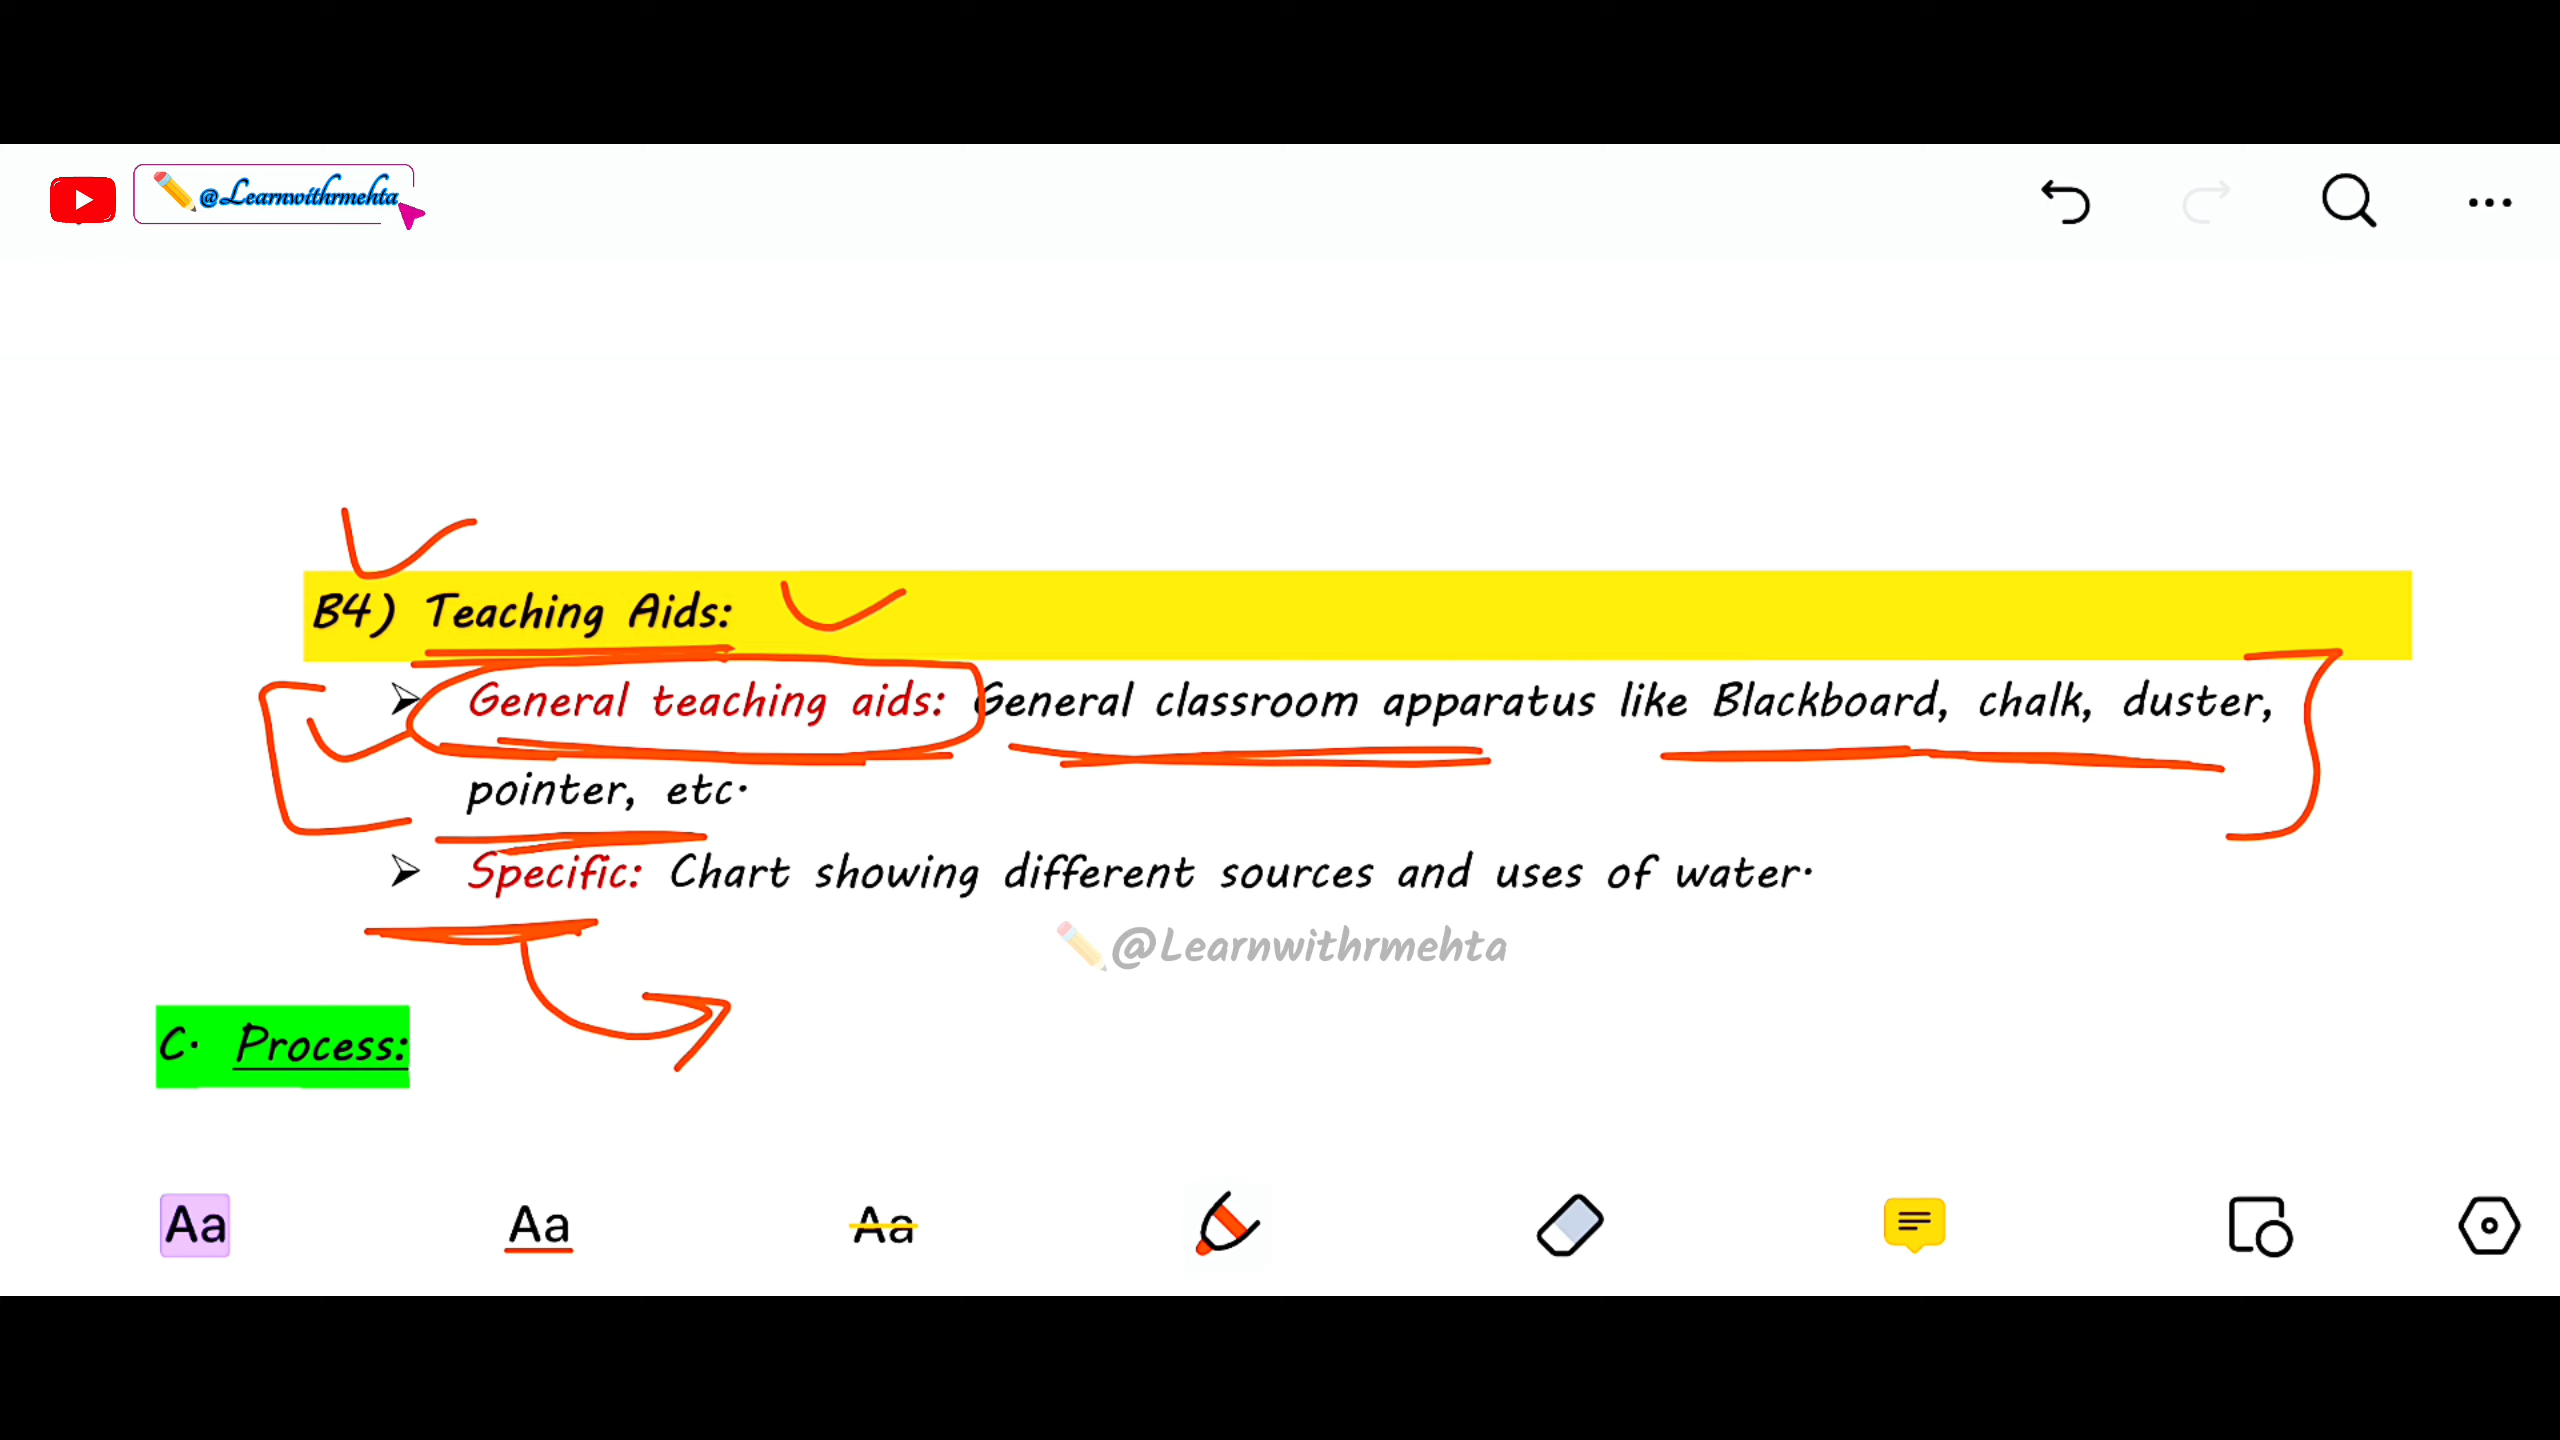 @Learnwithrmehta
B4) Teaching Aids:
➢ General teaching aids: General classroom apparatus like Blackboard, chalk, duster,
pointer, etc.
➢ Specific: Chart showing different sources and uses of water.
@Learnwithrmehta
C. Process:
Aa Aa Aa